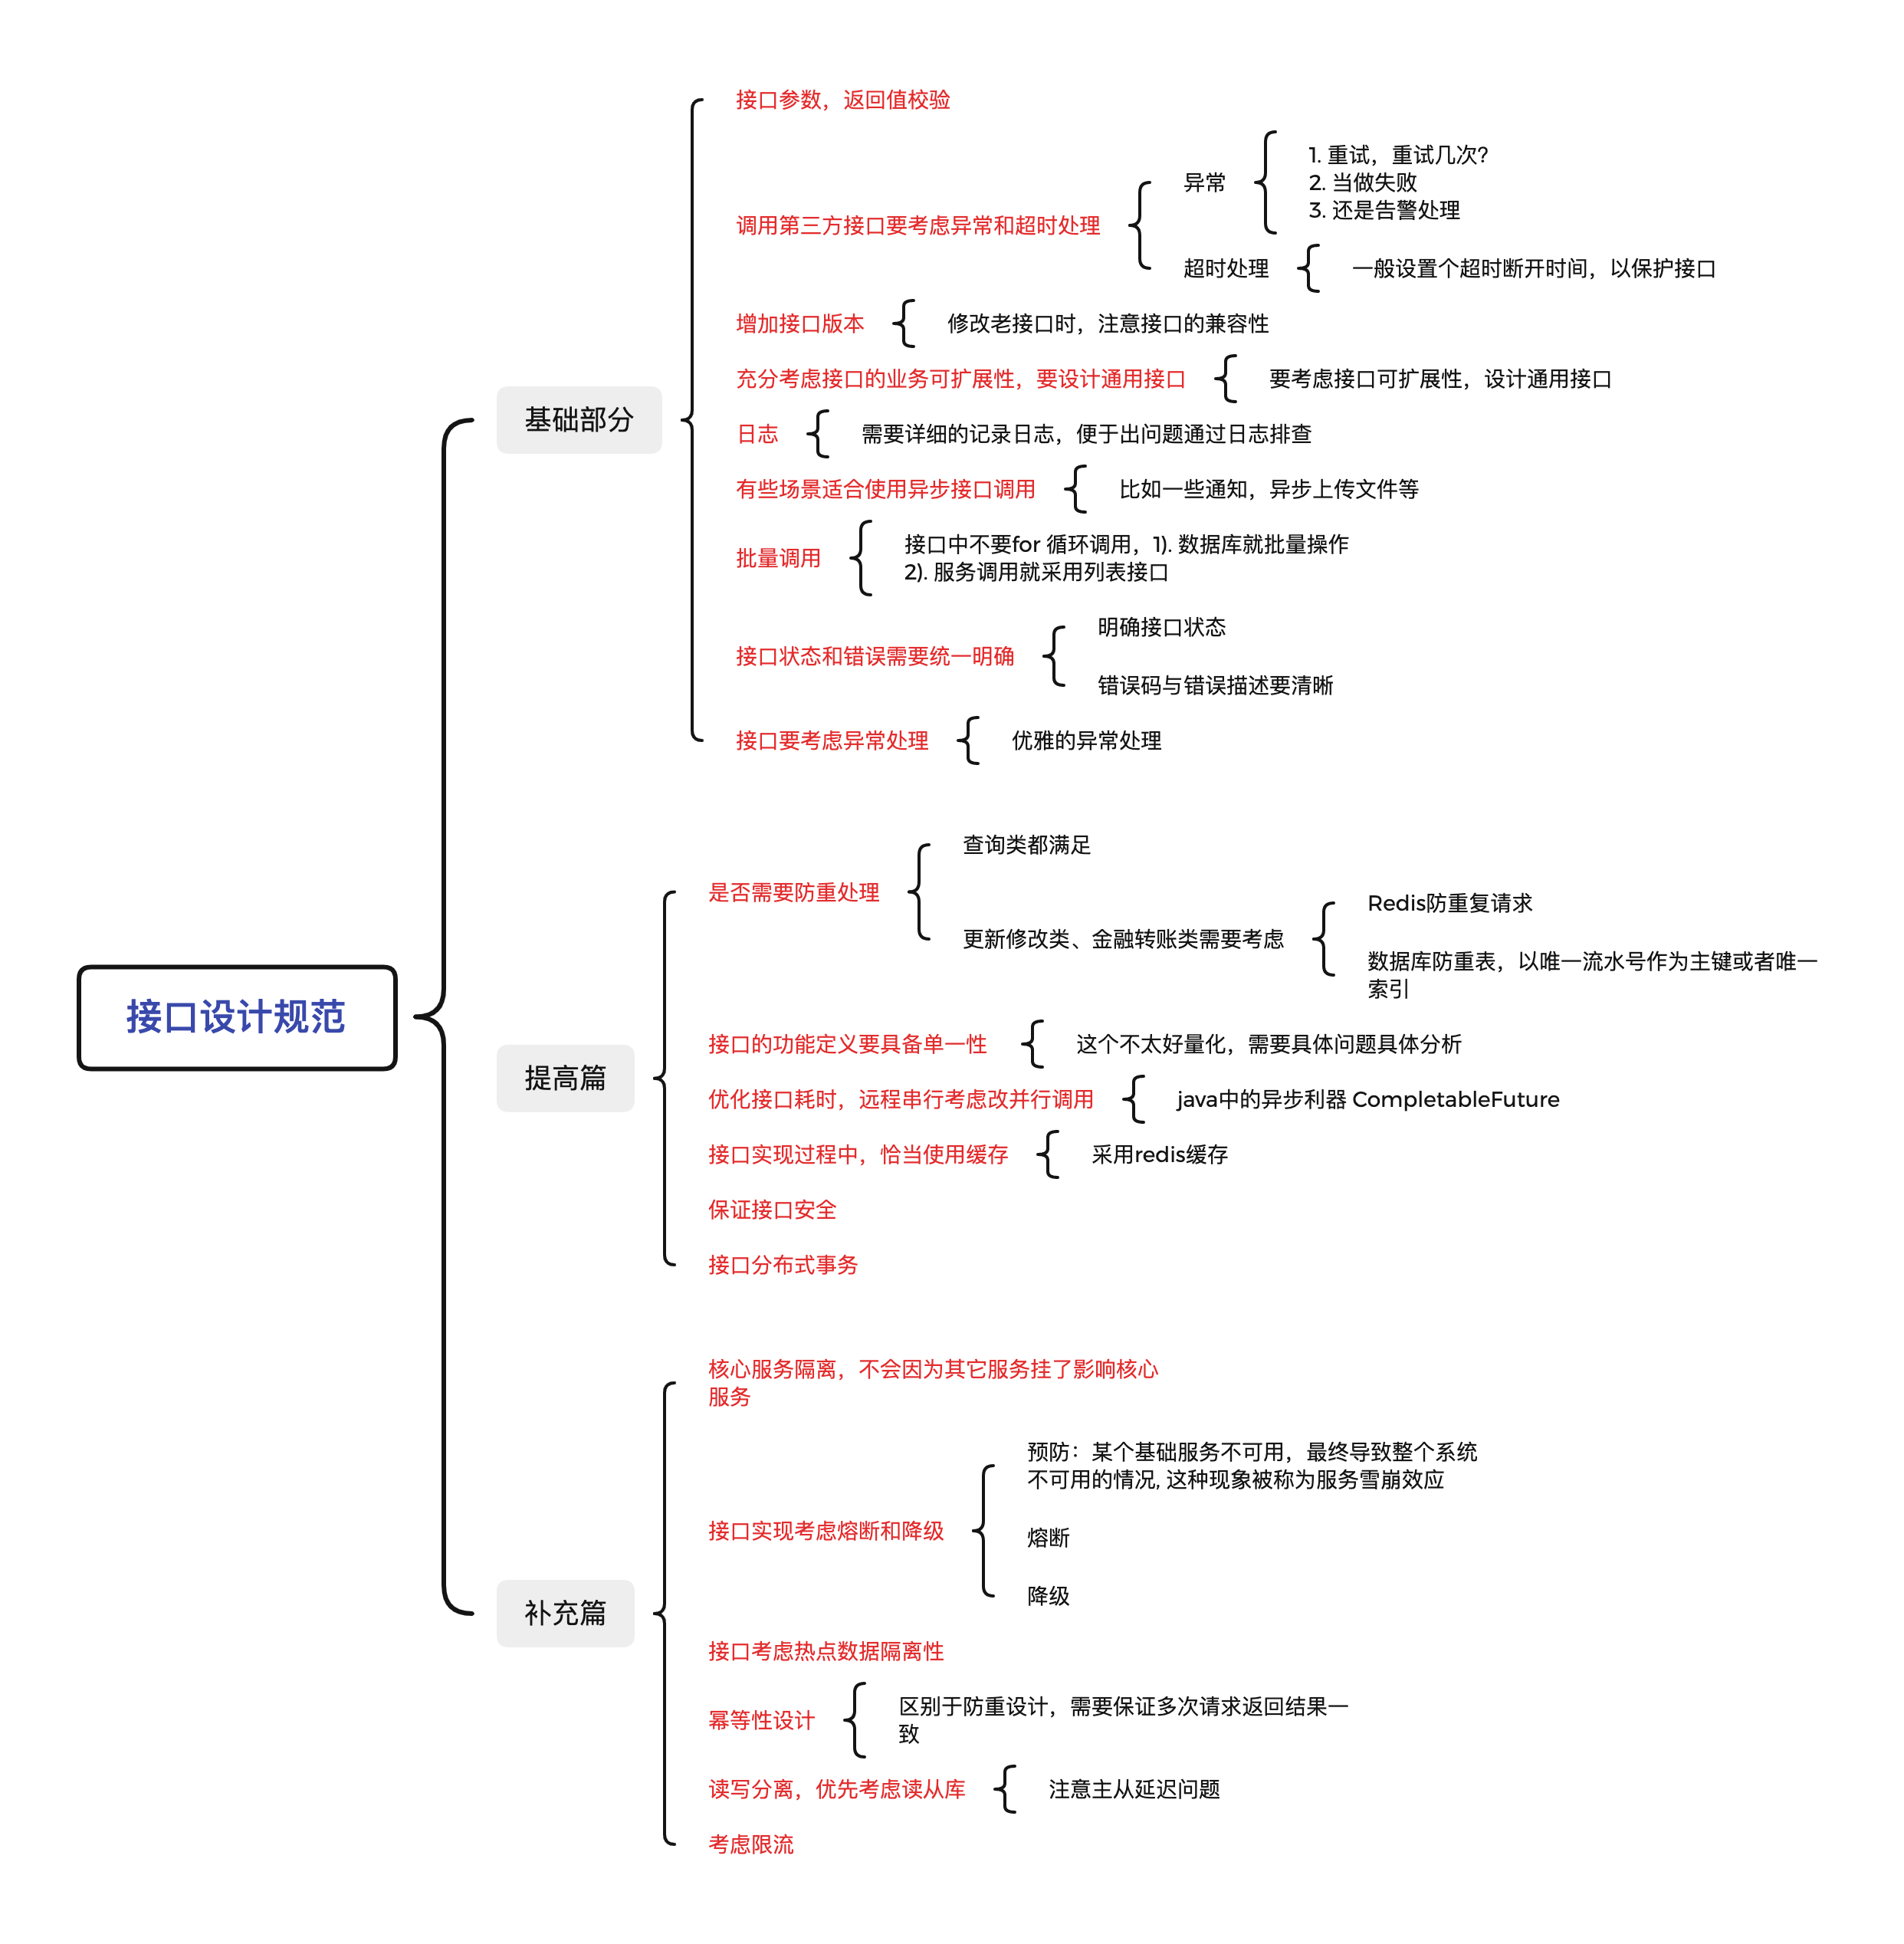 接口设计规范
基础部分
接口参数，返回值校验
调用第三方接口要考虑异常和超时处理
异常
1. 重试，重试几次?
2. 当做失败
3. 还是告警处理
超时处理
一般设置个超时断开时间，以保护接口
增加接口版本
修改老接口时，注意接口的兼容性
充分考虑接口的业务可扩展性，要设计通用接口
要考虑接口可扩展性，设计通用接口
日志
需要详细的记录日志，便于出问题通过日志排查
有些场景适合使用异步接口调用
比如一些通知，异步上传文件等
批量调用
接口中不要for 循环调用，1). 数据库就批量操作
2). 服务调用就采用列表接口
接口状态和错误需要统一明确
明确接口状态
错误码与错误描述要清晰
接口要考虑异常处理
优雅的异常处理
提高篇
是否需要防重处理
查询类都满足
更新修改类、金融转账类需要考虑
Redis防重复请求
数据库防重表，以唯一流水号作为主键或者唯一
索引
接口的功能定义要具备单一性
这个不太好量化，需要具体问题具体分析
优化接口耗时，远程串行考虑改并行调用
java中的异步利器 CompletableFuture
接口实现过程中，恰当使用缓存
采用redis缓存
保证接口安全
接口分布式事务
补充篇
核心服务隔离，不会因为其它服务挂了影响核心
服务
接口实现考虑熔断和降级
预防：某个基础服务不可用，最终导致整个系统
不可用的情况, 这种现象被称为服务雪崩效应
熔断
降级
接口考虑热点数据隔离性
幂等性设计
区别于防重设计，需要保证多次请求返回结果一
致
读写分离，优先考虑读从库
注意主从延迟问题
考虑限流